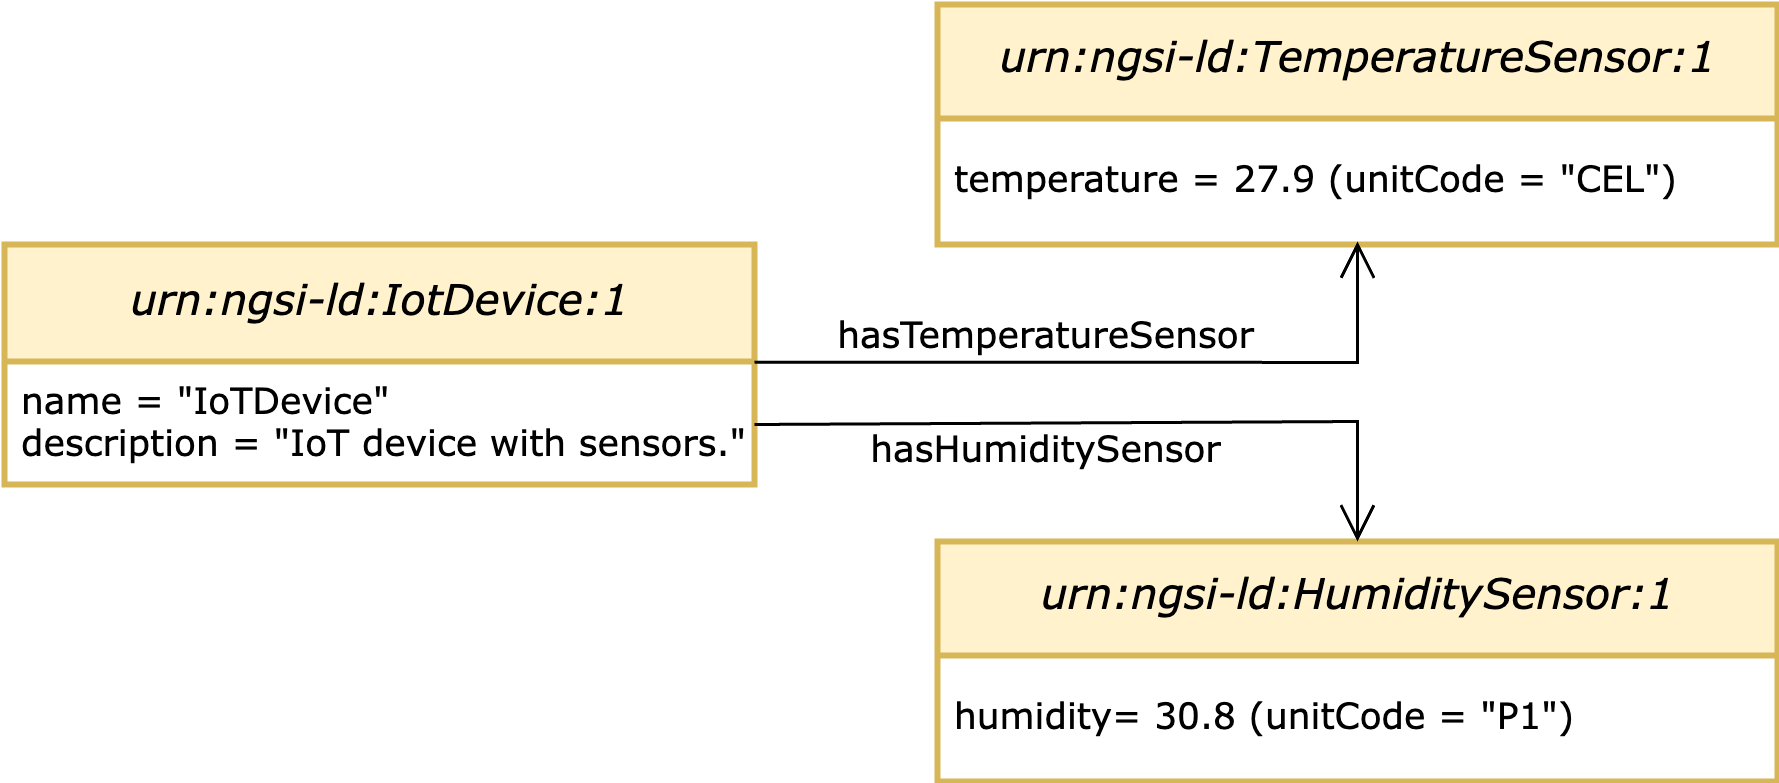 urn:ngsi-ld:TemperatureSensor:1
temperature = 27.9 (unitCode = "CEL")
urn:ngsi-ld:IotDevice:1
name = "IoTDevice"
description = "IoT device with sensors."
hasTemperatureSensor
hasHumiditySensor
urn:ngsi-ld:HumiditySensor:1
humidity= 30.8 (unitCode = "P1")